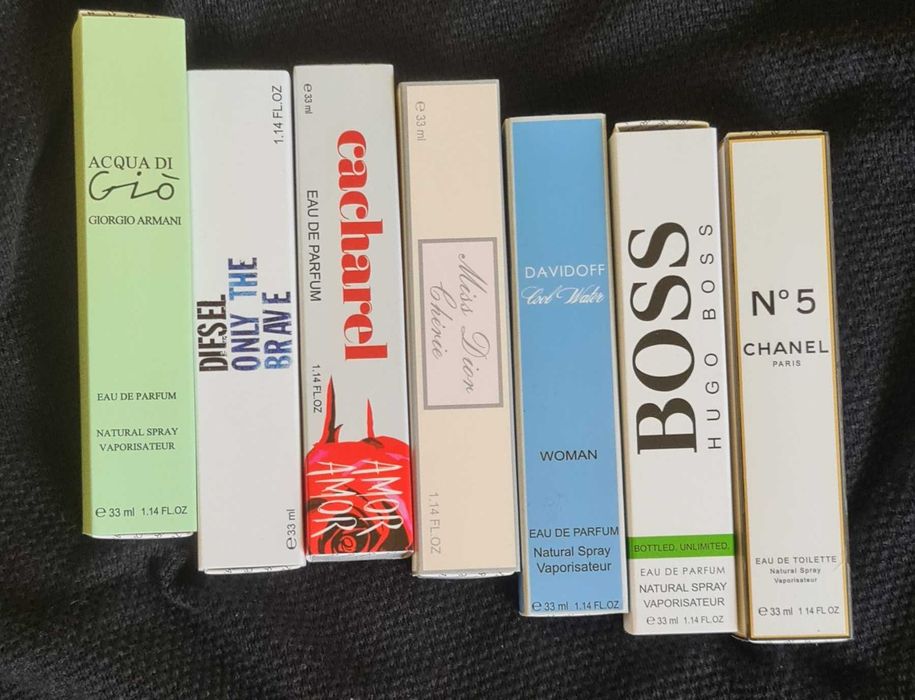 ACQUA DI
Giò
GIORGIO ARMANI
EAU DE PARFUM
NATURAL SPRAY
VAPORISATEUR
℮ 33 ml 1.14 FL.OZ
1.14 FL.OZ
DIESEL
ONLY THE
BRAVE
℮33 ml
℮ 33 ml
cacharel
EAU DE PARFUM
1.14 FL.OZ
AMOR
AMOR
℮ 33 ml
Miss Dior
Chérie
1.14 FL.OZ
DAVIDOFF
Cool Water
WOMAN
EAU DE PARFUM
Natural Spray
Vaporisateur
℮ 33 ml 1.14 FL.OZ
BOSS
HUGO BOSS
BOTTLED. UNLIMITED.
EAU DE PARFUM
NATURAL SPRAY
VAPORISATEUR
℮ 33 ml 1.14 FL.OZ
N°5
CHANEL
PARIS
EAU DE TOILETTE
Natural Spray
Vaporisateur
℮ 33 ml 1 14 FL.OZ